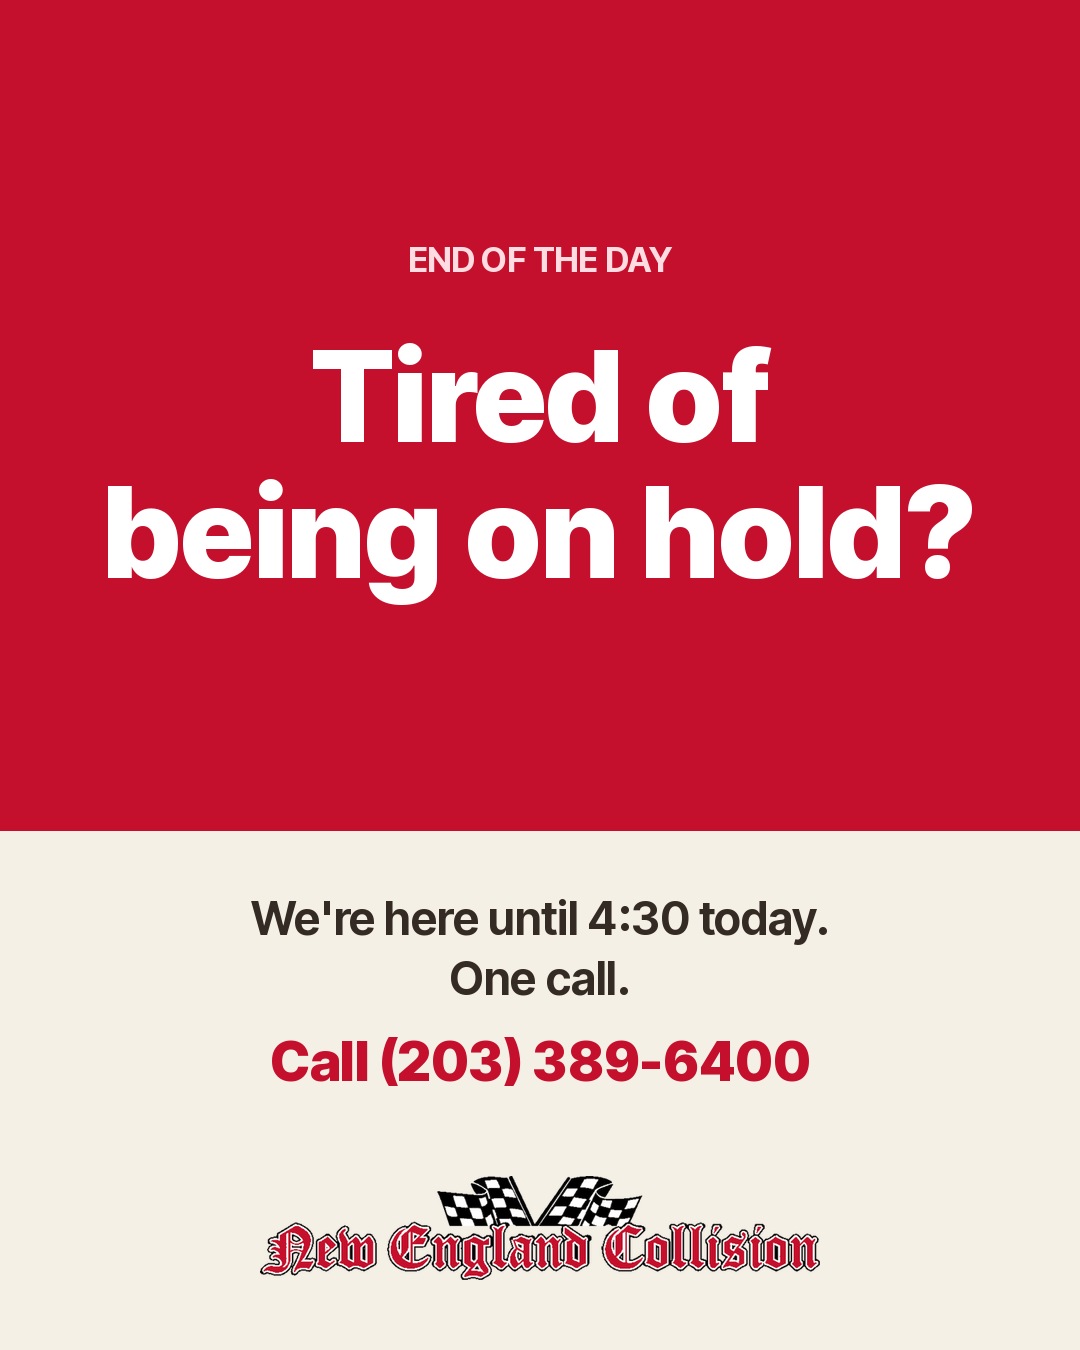 END OF THE DAY
Tired of
being on hold?
We're here until 4:30 today.
One call.
Call (203) 389-6400
New England Collision